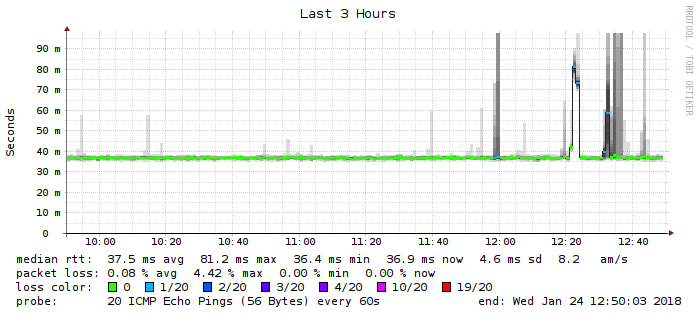 Last 3 Hours
RRDTOOL / TOBI OETIKER
Seconds
90 m
80 m
70 m
60 m
50 m
40 m
30 m
20 m
10 m
0
10:00 10:20 10:40 11:00 11:20 11:40 12:00 12:20 12:40
median rtt: 37.5 ms avg 81.2 ms max 36.4 ms min 36.9 ms now 4.6 ms sd 8.2 am/s
packet loss: 0.08 % avg 4.42 % max 0.00 % min 0.00 % now
loss color: 0 1/20 2/20 3/20 4/20 10/20 19/20
probe: 20 ICMP Echo Pings (56 Bytes) every 60s end: Wed Jan 24 12:50:03 2018